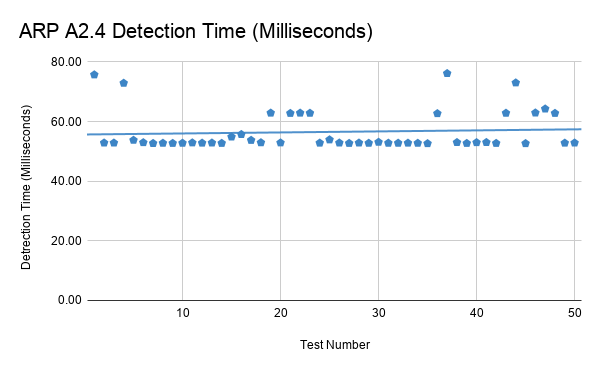 ARP A2.4 Detection Time (Milliseconds)
Detrection Time (Milliseconds)
80.00
60.00
40.00
20.00
0.00
10 20 30 40 50
Test Number